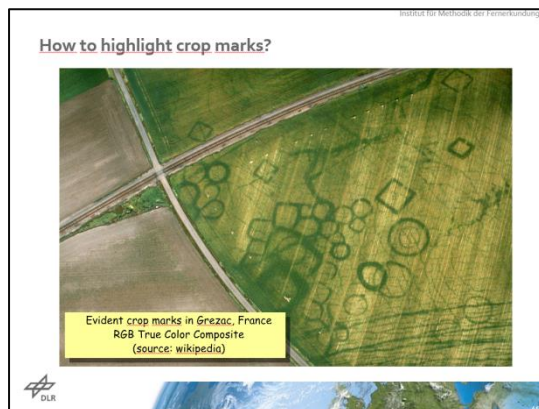 Institut für Methodik der Fernerkundung
How to highlight crop marks?
Evident crop marks in Grezac, France
RGB True Color Composite
(source: wikipedia)
DLR